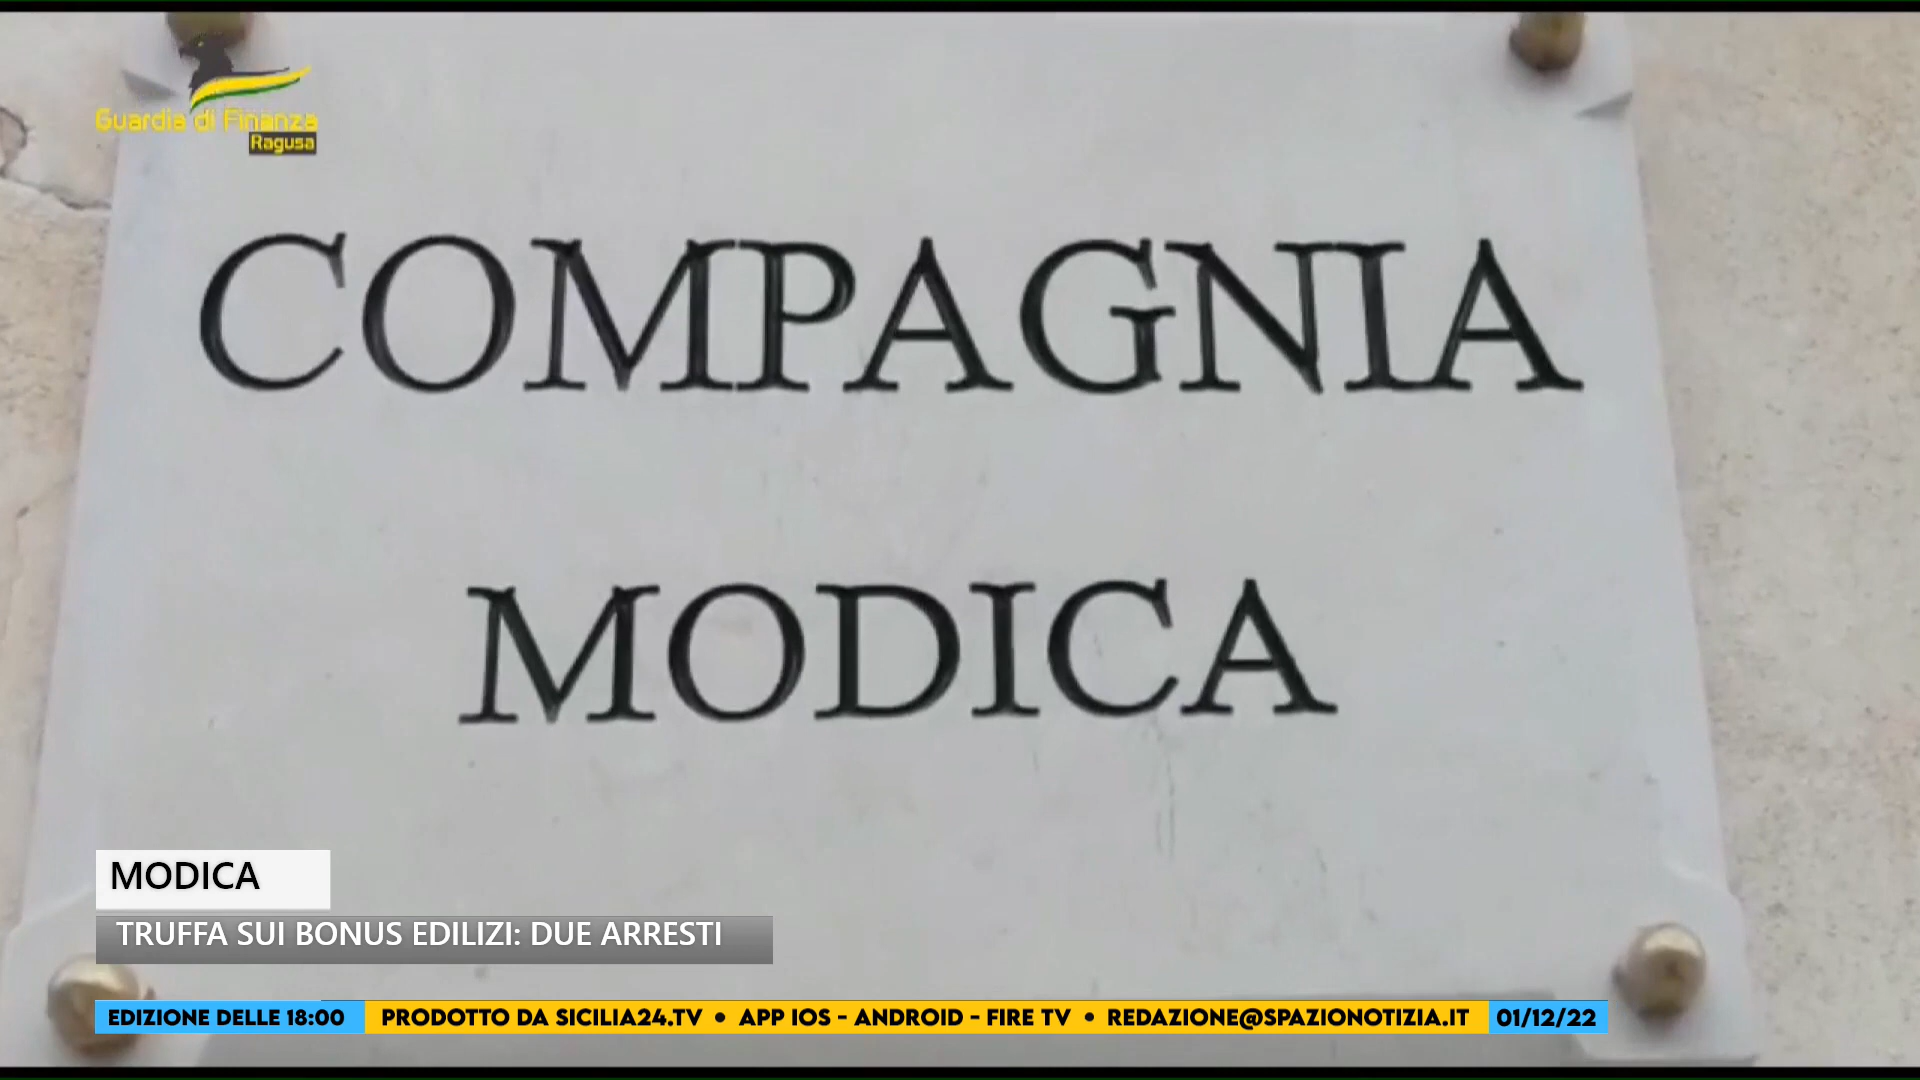 Guardia di Finanza
Ragusa
COMPAGNIA
MODICA
MODICA
TRUFFA SUI BONUS EDILIZI: DUE ARRESTI
EDIZIONE DELLE 18:00 PRODOTTO DA SICILIA24.TV • APP IOS - ANDROID - FIRE TV • REDAZIONE@SPAZIONOTIZIA.IT 01/12/22